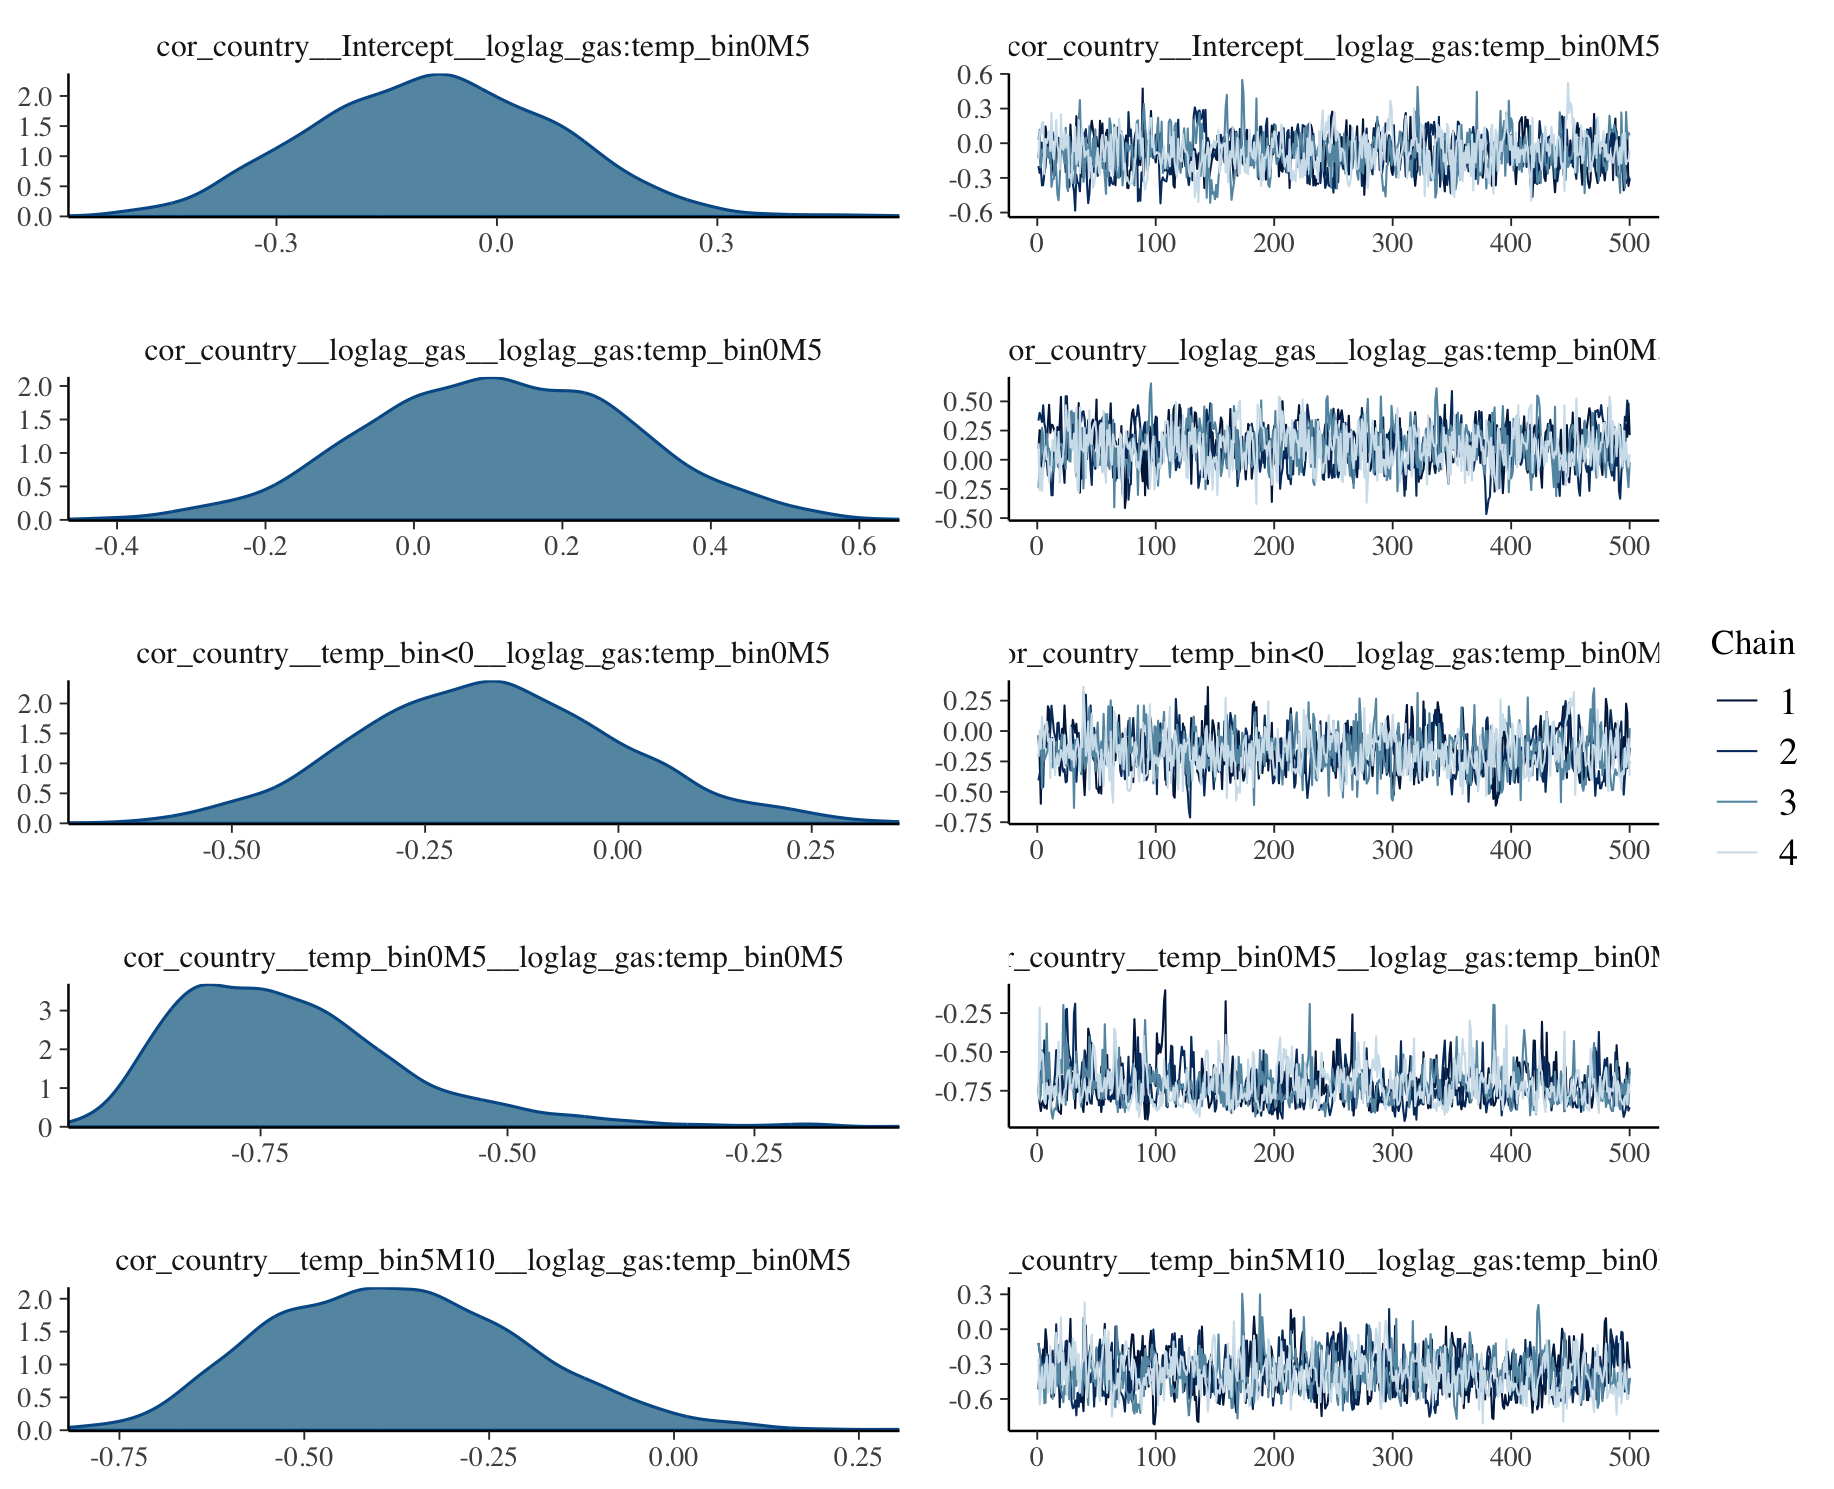 cor_country__Intercept__loglag_gas:temp_bin0M5
cor_country__Intercept__loglag_gas:temp_bin0M5
2.0
1.5
1.0
0.5
0.0
-0.3 0.0 0.3
0.6
0.3
0.0
-0.3
-0.6
0 100 200 300 400 500
cor_country__loglag_gas__loglag_gas:temp_bin0M5
or_country__loglag_gas__loglag_gas:temp_bin0M
2.0
1.5
1.0
0.5
0.0
-0.4 -0.2 0.0 0.2 0.4 0.6
0.50
0.25
0.00
-0.25
-0.50
0 100 200 300 400 500
cor_country__temp_bin<0__loglag_gas:temp_bin0M5
or_country__temp_bin<0__loglag_gas:temp_bin0M
2.0
1.5
1.0
0.5
0.0
-0.50 -0.25 0.00 0.25
0.25
0.00
-0.25
-0.50
-0.75
0 100 200 300 400 500
Chain
1
2
3
4
cor_country__temp_bin0M5__loglag_gas:temp_bin0M5
r_country__temp_bin0M5__loglag_gas:temp_bin0M
3
2
1
0
-0.75 -0.50 -0.25
-0.25
-0.50
-0.75
0 100 200 300 400 500
cor_country__temp_bin5M10__loglag_gas:temp_bin0M5
_country__temp_bin5M10__loglag_gas:temp_bin0
2.0
1.5
1.0
0.5
0.0
-0.75 -0.50 -0.25 0.00 0.25
0.3
0.0
-0.3
-0.6
0 100 200 300 400 500